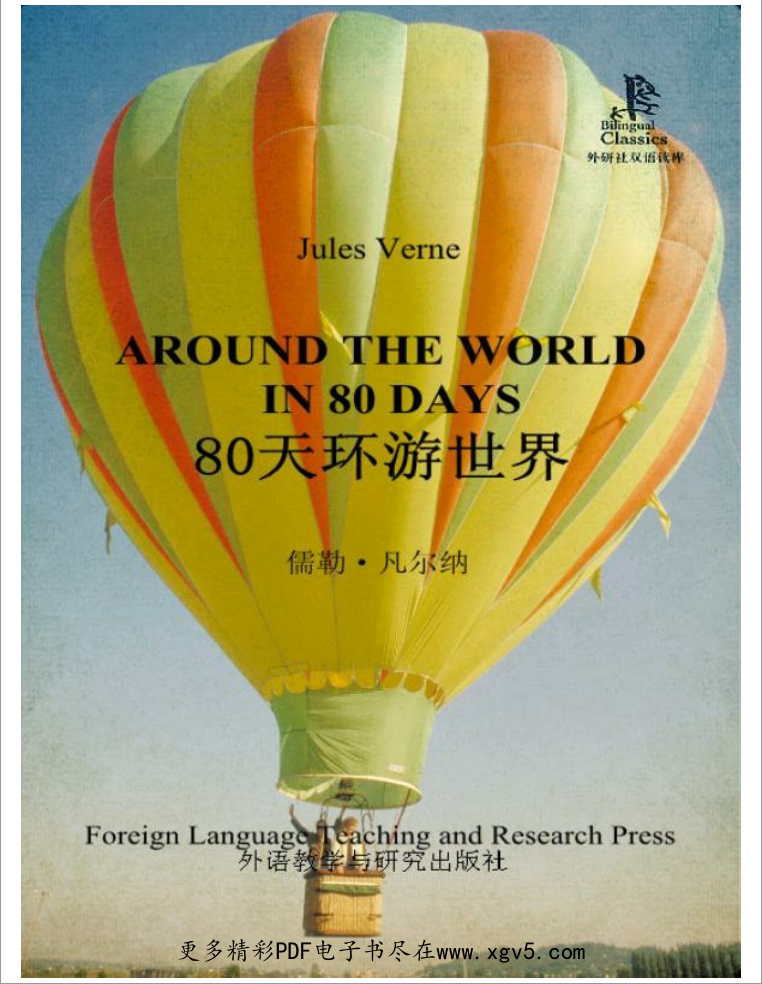 Bilingual
Classics
外研社双语读库
Jules Verne
AROUND THE WORLD
IN 80 DAYS
80天环游世界
儒勒·凡尔纳
Foreign Language Teaching and Research Press
外语教学与研究出版社
更多精彩PDF电子书尽在www.xgv5.com